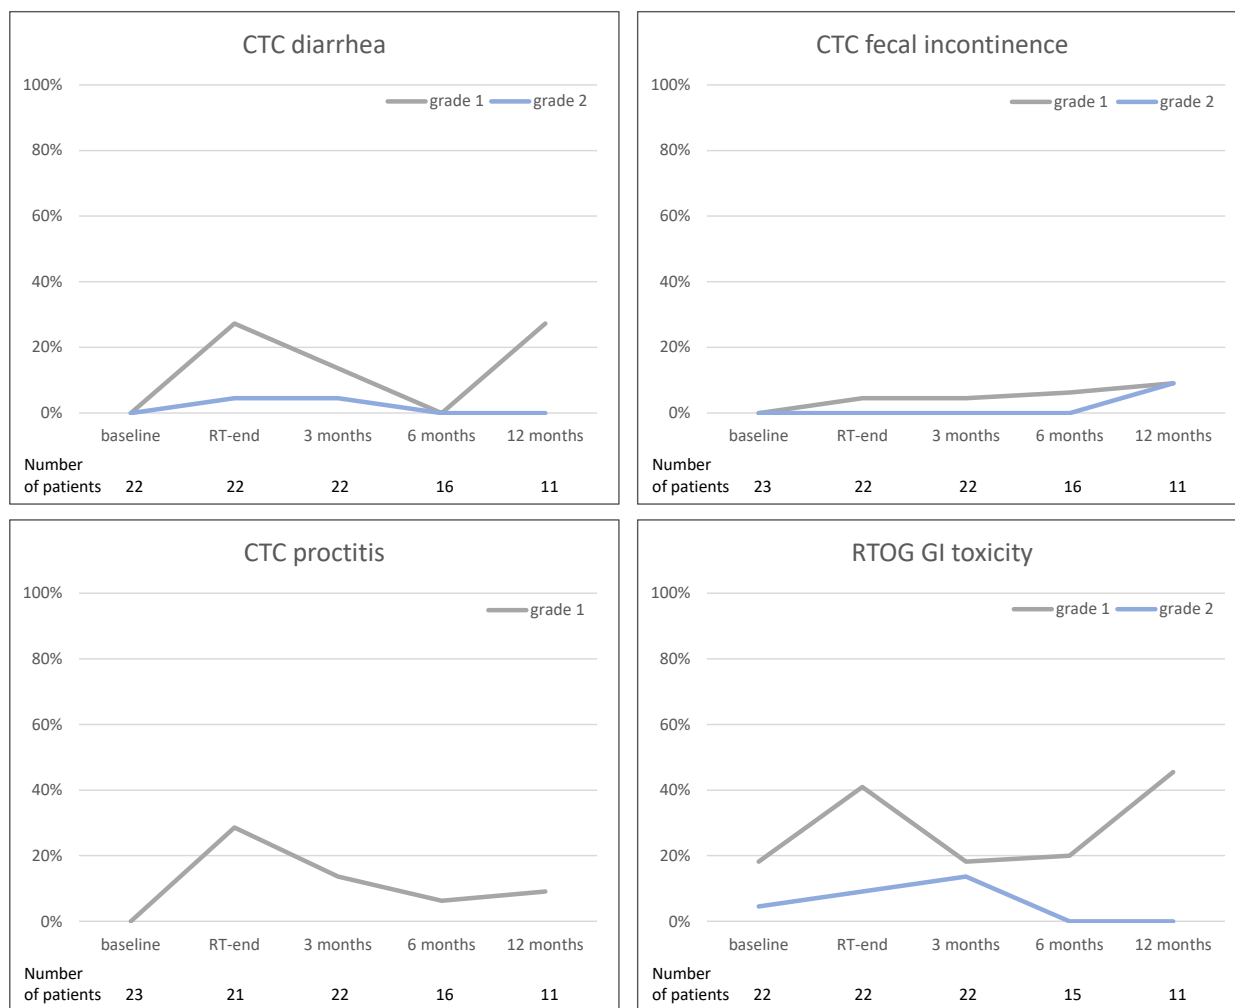 CTC diarrhea
100%
grade 1 grade 2
80%
60%
40%
20%
0%
baseline RT-end 3 months 6 months 12 months
Number
of patients 22 22 22 16 11
CTC fecal incontinence
100%
grade 1 grade 2
80%
60%
40%
20%
0%
baseline RT-end 3 months 6 months 12 months
Number
of patients 23 22 22 16 11
CTC proctitis
100%
grade 1
80%
60%
40%
20%
0%
baseline RT-end 3 months 6 months 12 months
Number
of patients 23 21 22 16 11
RTOG GI toxicity
100%
grade 1 grade 2
80%
60%
40%
20%
0%
baseline RT-end 3 months 6 months 12 months
Number
of patients 22 22 22 15 11